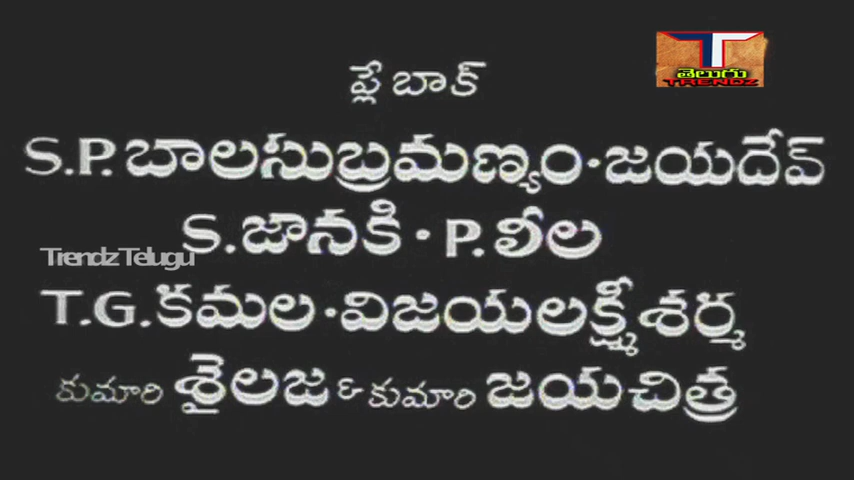 T
తెలుగు
TRENDZ
ప్లే బాక్
S.P. బాలసుబ్రమణ్యం · జయదేవ్
S. జానకి · P. లీల
Trendz Telugu
T.G. కమల · విజయలక్ష్మీశర్మ
కుమారి శైలజ & కుమారి జయచిత్ర